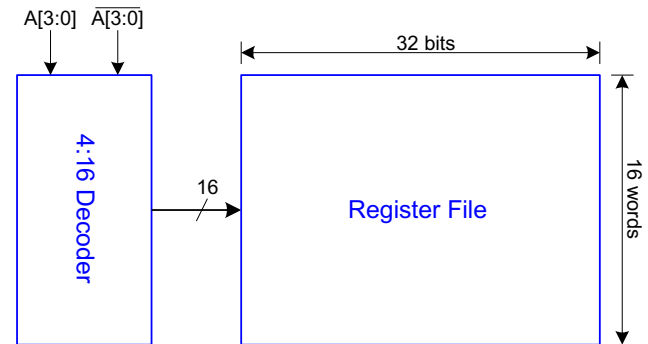 A[3:0] A[3:0]
32 bits
4:16 Decoder
16
Register File
16 words